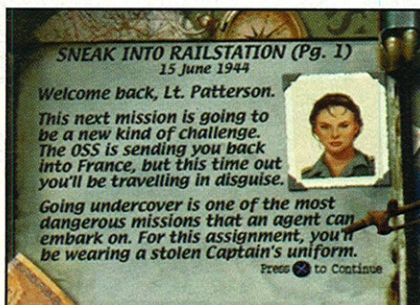 SNEAK INTO RAILSTATION (Pg. 1)
15 June 1944
Welcome back, Lt. Patterson.
This next mission is going to
be a new kind of challenge.
The OSS is sending you back
into France, but this time out
you'll be travelling in disguise.
Going undercover is one of the most
dangerous missions that an agent can
embark on. For this assignment, you'll
be wearing a stolen Captain's uniform.
Press X to Continue